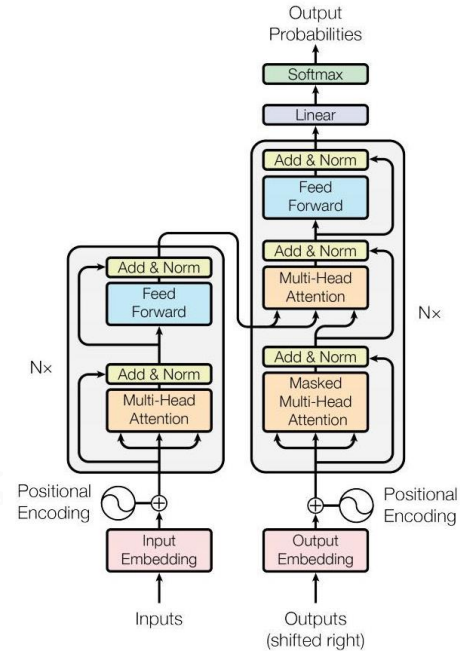 Output
Probabilities
Softmax
Linear
Add & Norm
Feed
Forward
Add & Norm
Multi-Head
Attention
Add & Norm
Masked
Multi-Head
Attention
N×
Add & Norm
Feed
Forward
Add & Norm
Multi-Head
Attention
N×
Positional
Encoding
Positional
Encoding
Input
Embedding
Output
Embedding
Inputs
Outputs
(shifted right)